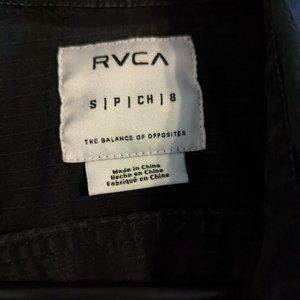 RVCA
S | P | CH | 8
THE BALANCE OF OPPOSITES
Made in China
Hecho en China
Fabriqué en Chine